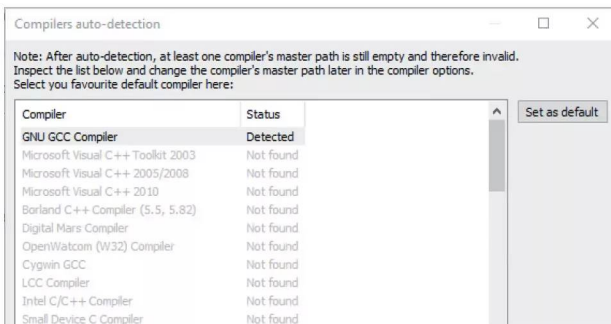 Compilers auto-detection
Note: After auto-detection, at least one compiler's master path is still empty and therefore invalid.
Inspect the list below and change the compiler's master path later in the compiler options.
Select you favourite default compiler here:
Compiler Status
Set as default
GNU GCC Compiler Detected
Microsoft Visual C++ Toolkit 2003 Not found
Microsoft Visual C++ 2005/2008 Not found
Microsoft Visual C++ 2010 Not found
Borland C++ Compiler (5.5, 5.82) Not found
Digital Mars Compiler Not found
OpenWatcom (W32) Compiler Not found
Cygwin GCC Not found
LCC Compiler Not found
Intel C/C++ Compiler Not found
Small Device C Compiler Not found